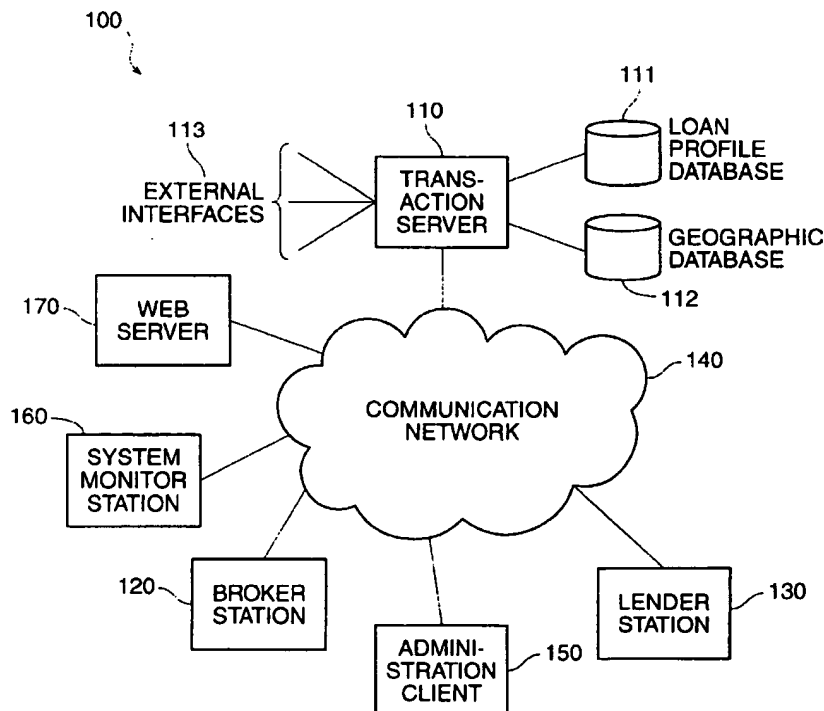 100
113
EXTERNAL
INTERFACES
110
TRANS-
ACTION
SERVER
111
LOAN
PROFILE
DATABASE
GEOGRAPHIC
DATABASE
112
170
WEB
SERVER
140
COMMUNICATION
NETWORK
160
SYSTEM
MONITOR
STATION
120
BROKER
STATION
150
ADMINI-
STRATION
CLIENT
130
LENDER
STATION